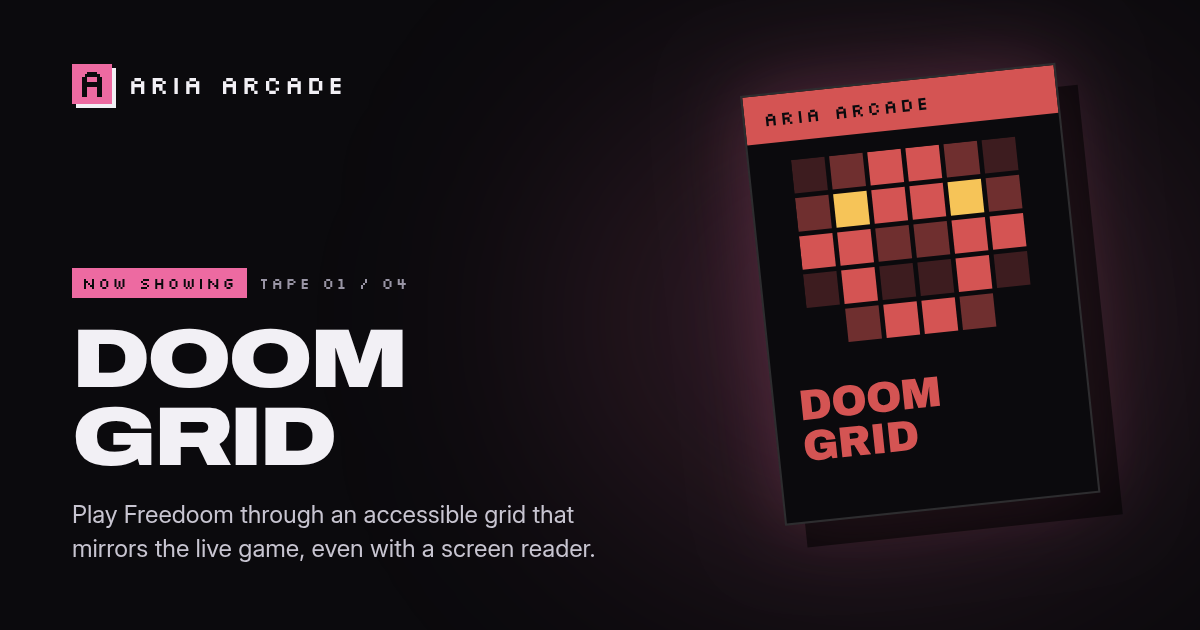 A ARIA ARCADE
NOW SHOWING TAPE 01 / 04
DOOM
GRID
Play Freedoom through an accessible grid that
mirrors the live game, even with a screen reader.
ARIA ARCADE
DOOM
GRID